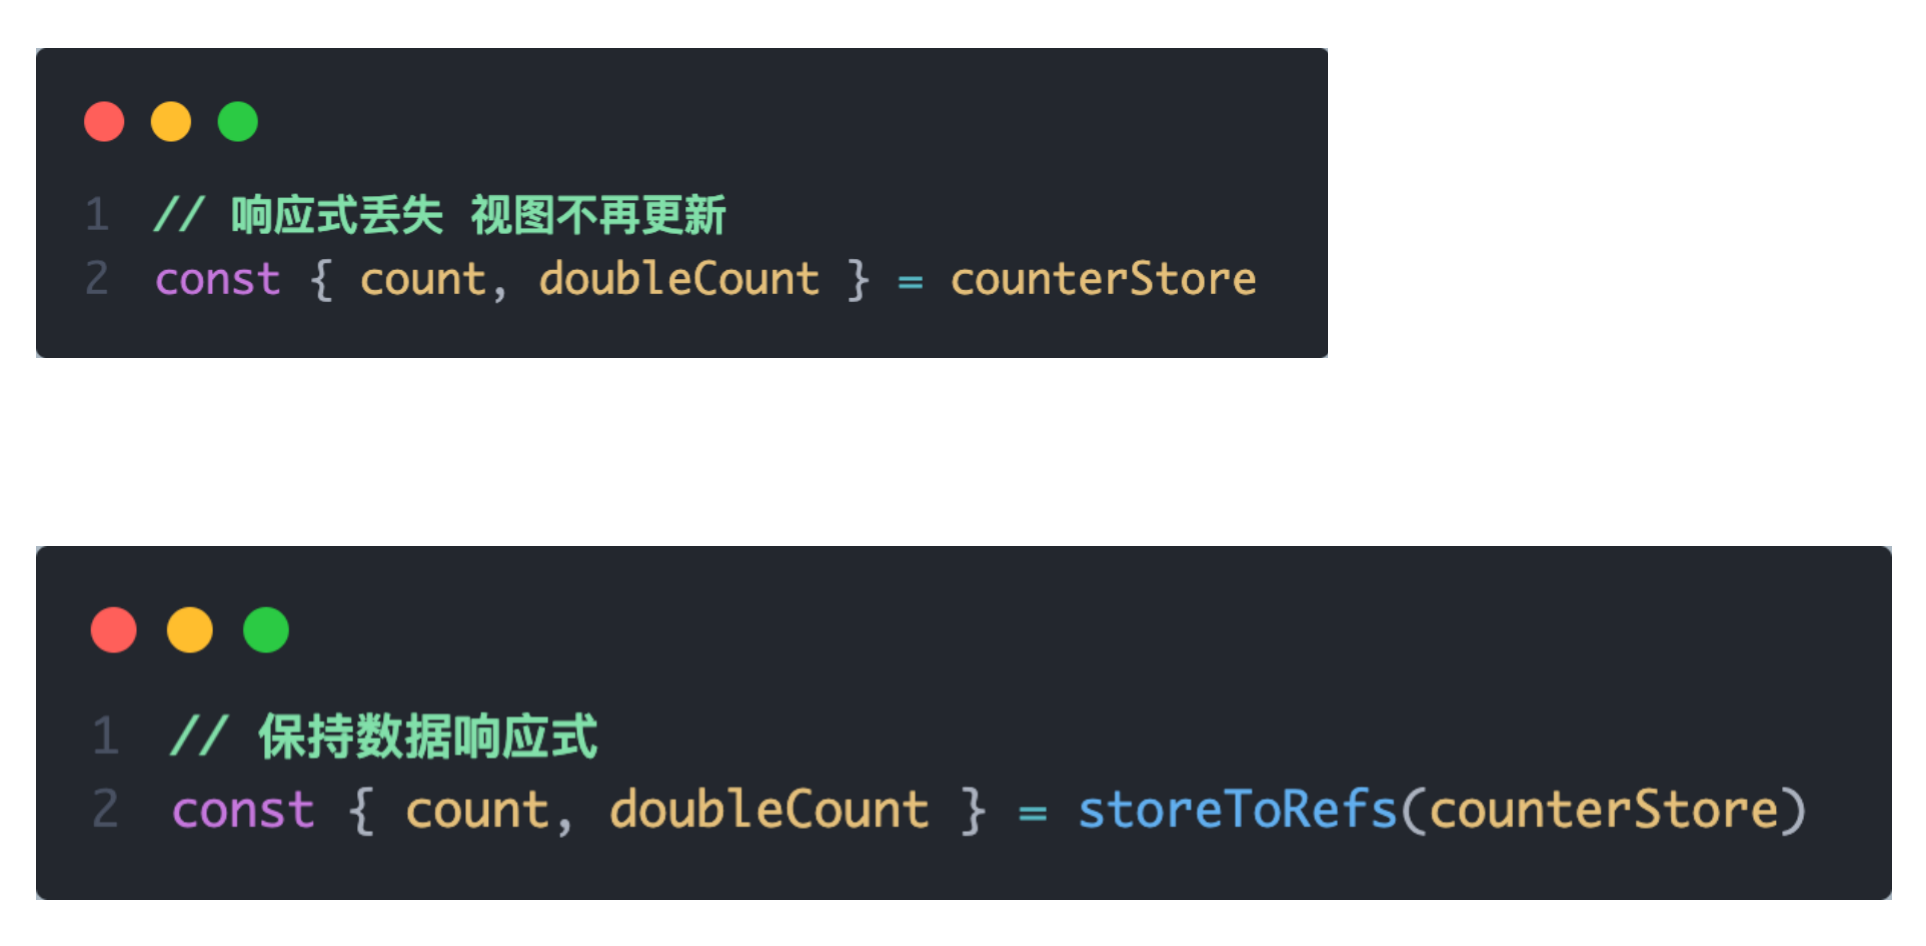 1 // 响应式丢失 视图不再更新
2 const { count, doubleCount } = counterStore
1 // 保持数据响应式
2 const { count, doubleCount } = storeToRefs(counterStore)